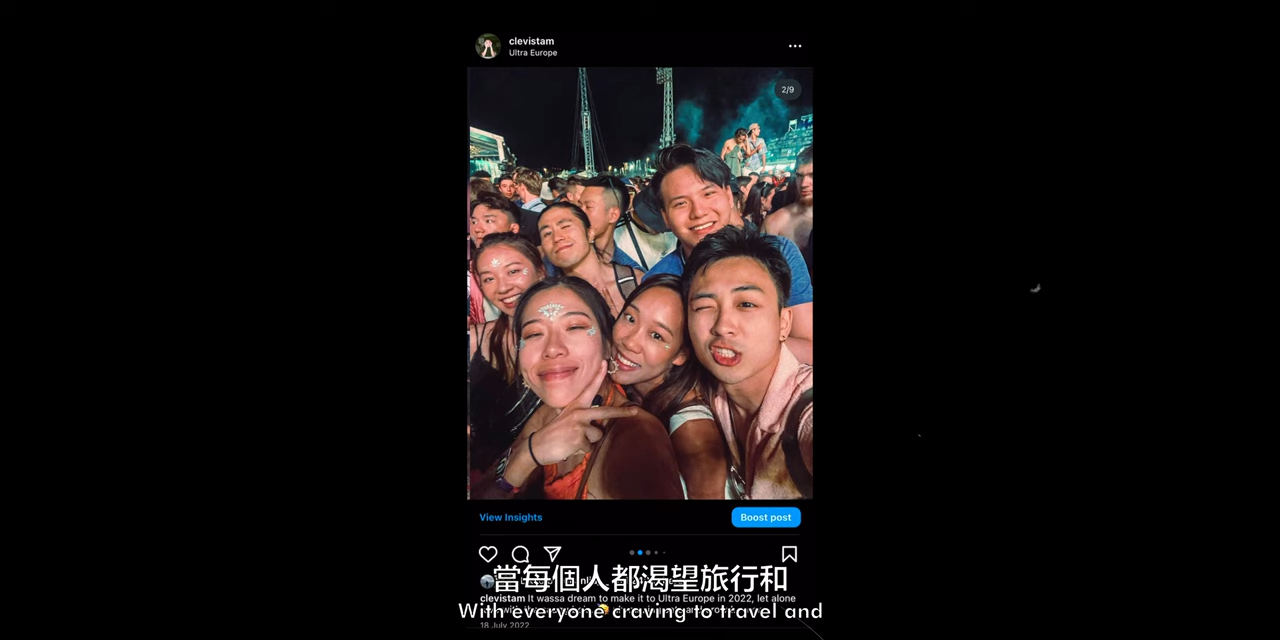 clevistam
Ultra Europe
2/9
View Insights
Boost post
當每個人都渴望旅行和
clevistam It wassa dream to make it to Ultra Europe in 2022, let alone
With everyone craving to travel and
18 July 2022